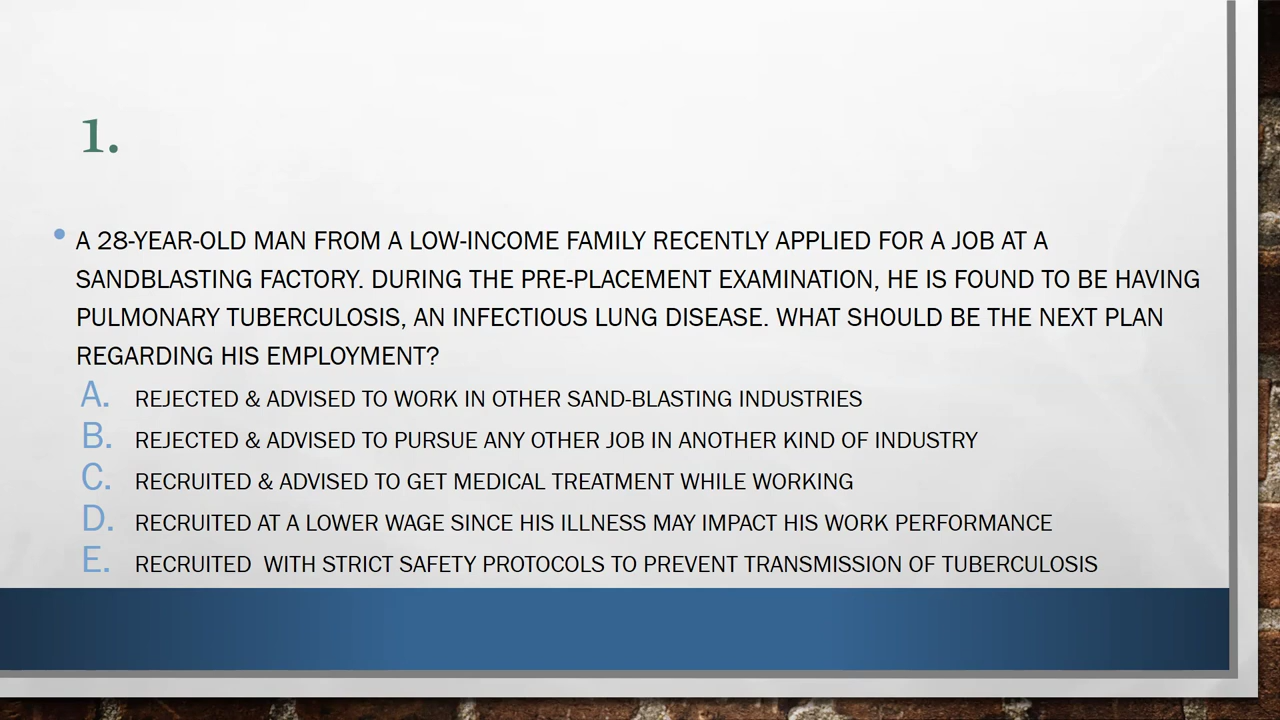 1.
• A 28-YEAR-OLD MAN FROM A LOW-INCOME FAMILY RECENTLY APPLIED FOR A JOB AT A
SANDBLASTING FACTORY. DURING THE PRE-PLACEMENT EXAMINATION, HE IS FOUND TO BE HAVING
PULMONARY TUBERCULOSIS, AN INFECTIOUS LUNG DISEASE. WHAT SHOULD BE THE NEXT PLAN
REGARDING HIS EMPLOYMENT?
A. REJECTED & ADVISED TO WORK IN OTHER SAND-BLASTING INDUSTRIES
B. REJECTED & ADVISED TO PURSUE ANY OTHER JOB IN ANOTHER KIND OF INDUSTRY
C. RECRUITED & ADVISED TO GET MEDICAL TREATMENT WHILE WORKING
D. RECRUITED AT A LOWER WAGE SINCE HIS ILLNESS MAY IMPACT HIS WORK PERFORMANCE
E. RECRUITED WITH STRICT SAFETY PROTOCOLS TO PREVENT TRANSMISSION OF TUBERCULOSIS